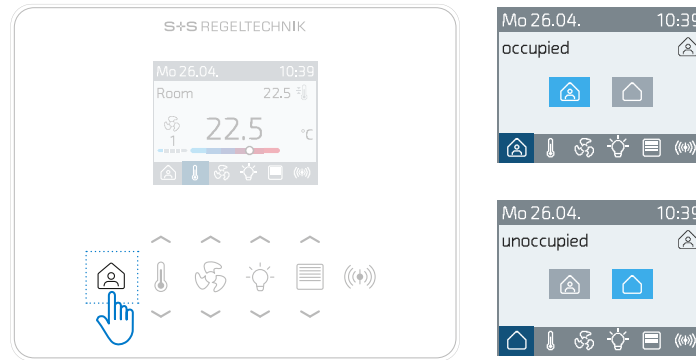 S+S REGELTECHNIK
Mo 26.04. 10:39
Room 22.5
22.5 °C
1
Mo 26.04. 10:39
occupied
Mo 26.04. 10:39
unoccupied